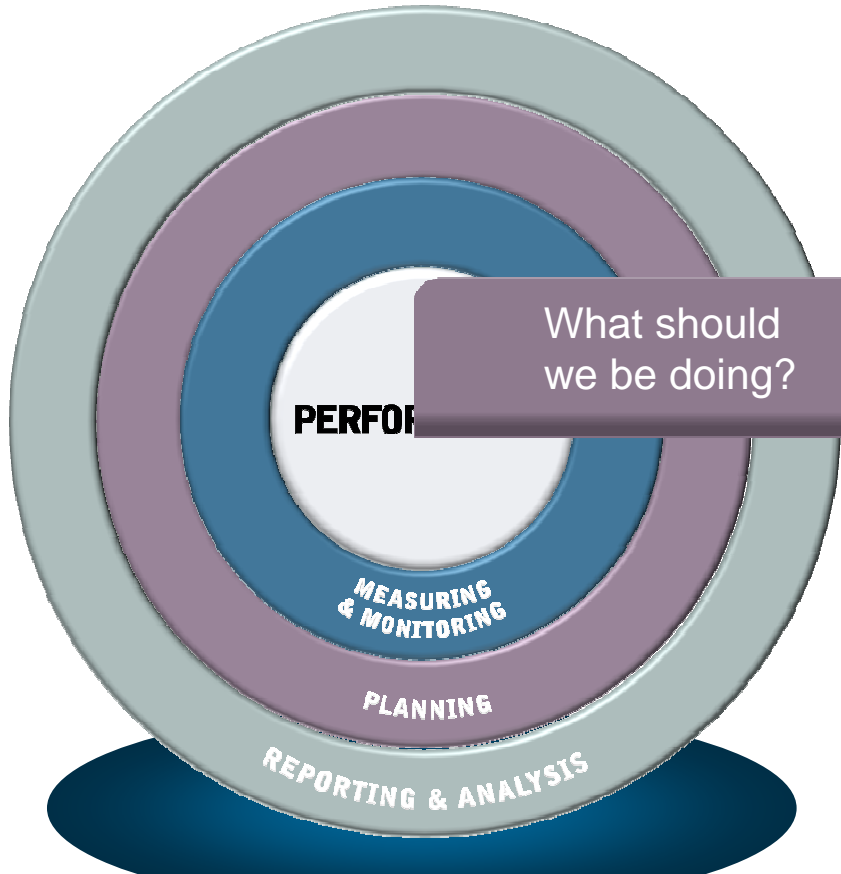 What should
we be doing?
PERFOR
MEASURING
& MONITORING
PLANNING
REPORTING & ANALYSIS